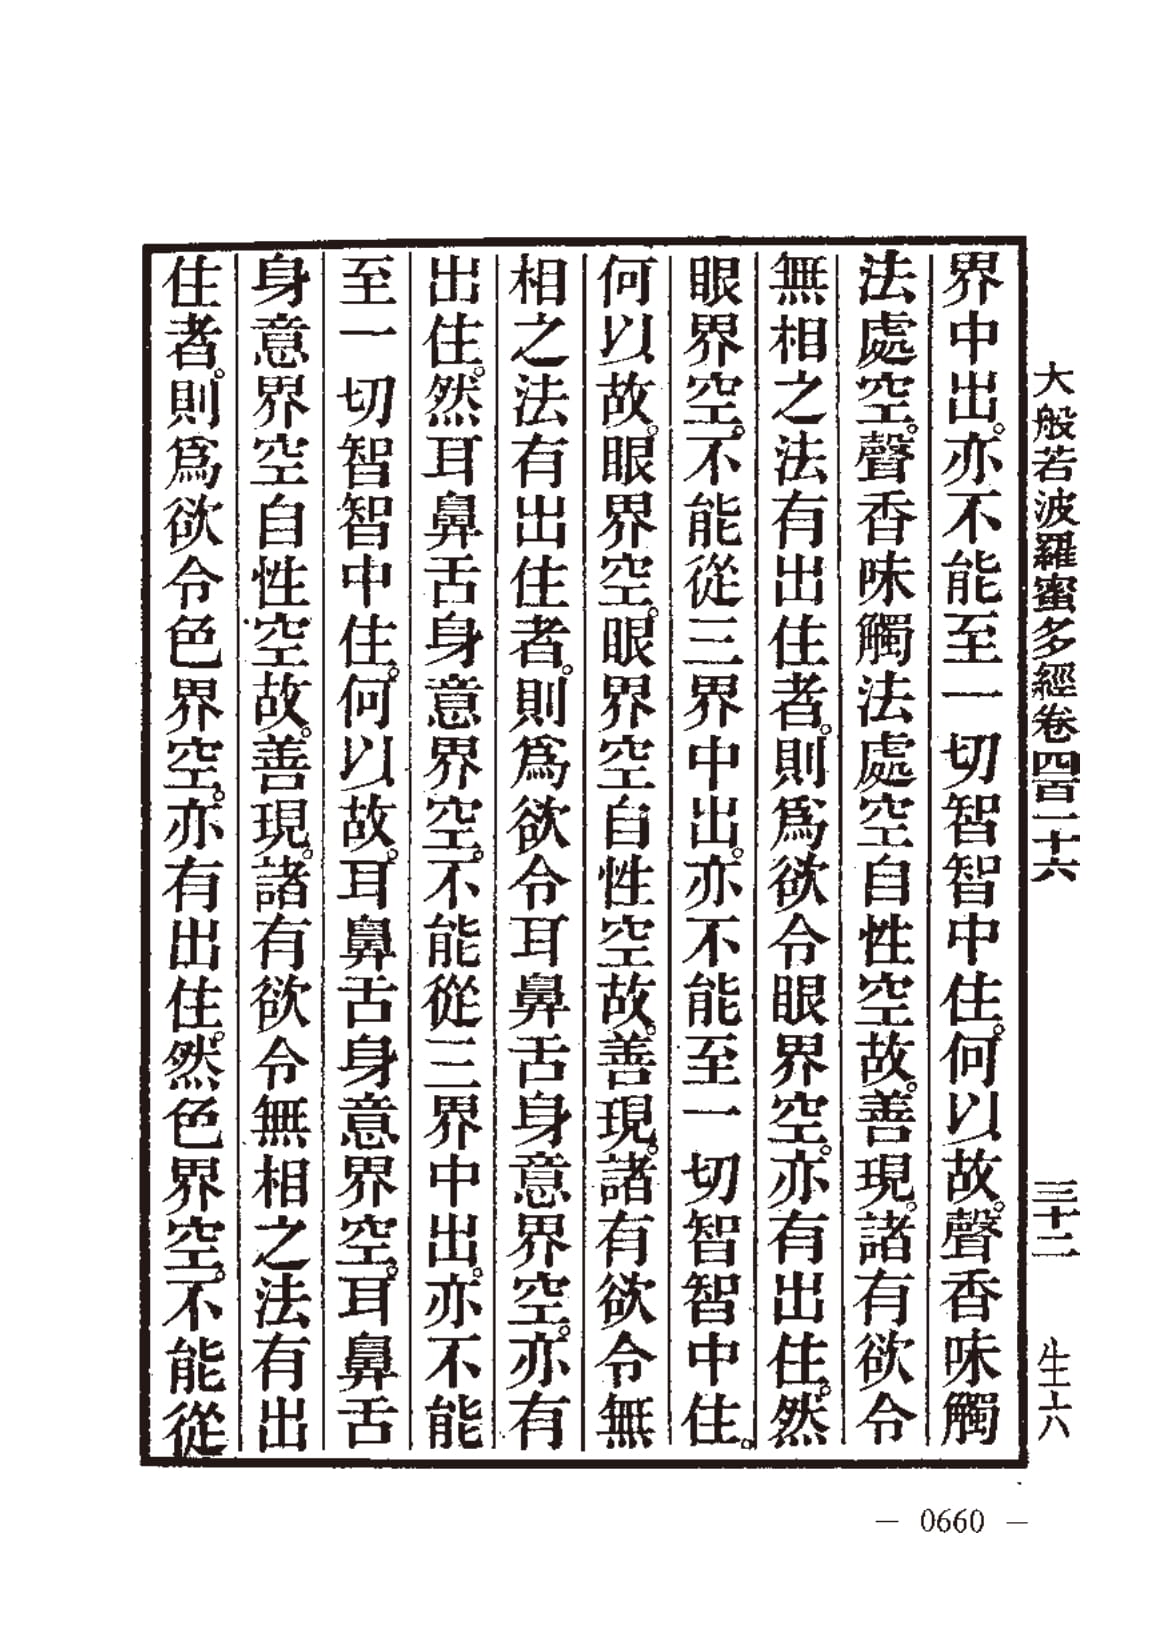 大般若波羅蜜多經卷四百一十六 三十二 生六
界中出。亦不能至一切智智中住。何以故。聲香味觸
法處空。聲香味觸法處空自性空故。善現。諸有欲令
無相之法有出住者。則爲欲令眼界空。亦有出住。然
眼界空。不能從三界中出。亦不能至一切智智中住。
何以故。眼界空。眼界空自性空故。善現。諸有欲令無
相之法有出住者。則爲欲令耳鼻舌身意界空。亦有
出住。然耳鼻舌身意界空。不能從三界中出。亦不能
至一切智智中住。何以故。耳鼻舌身意界空。耳鼻舌
身意界空自性空故。善現。諸有欲令無相之法有出
住者。則爲欲令色界空。亦有出住。然色界空。不能從
— 0660 —